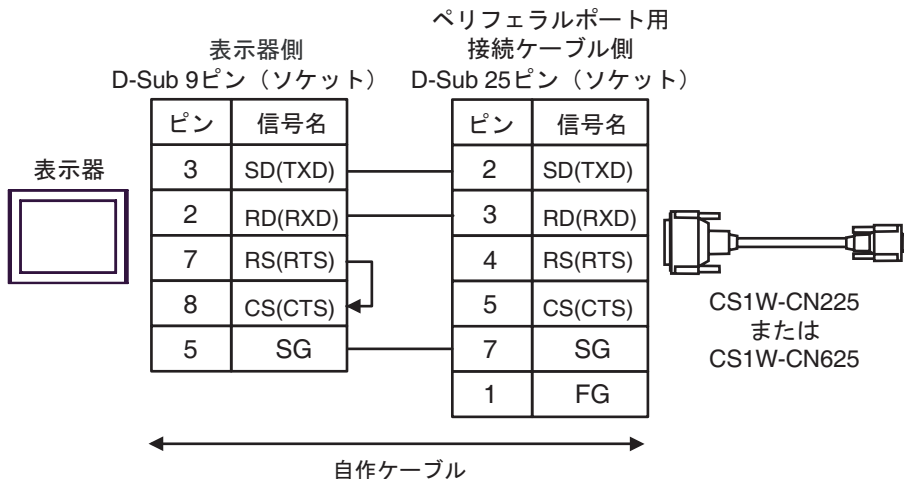 ペリフェラルポート用
表示器側 接続ケーブル側
D-Sub 9ピン（ソケット） D-Sub 25ピン（ソケット）
ピン 信号名 ピン 信号名
表示器 3 SD(TXD) 2 SD(TXD)
2 RD(RXD) 3 RD(RXD)
7 RS(RTS) 4 RS(RTS)
8 CS(CTS) 5 CS(CTS)
5 SG 7 SG
1 FG
CS1W-CN225
または
CS1W-CN625
自作ケーブル